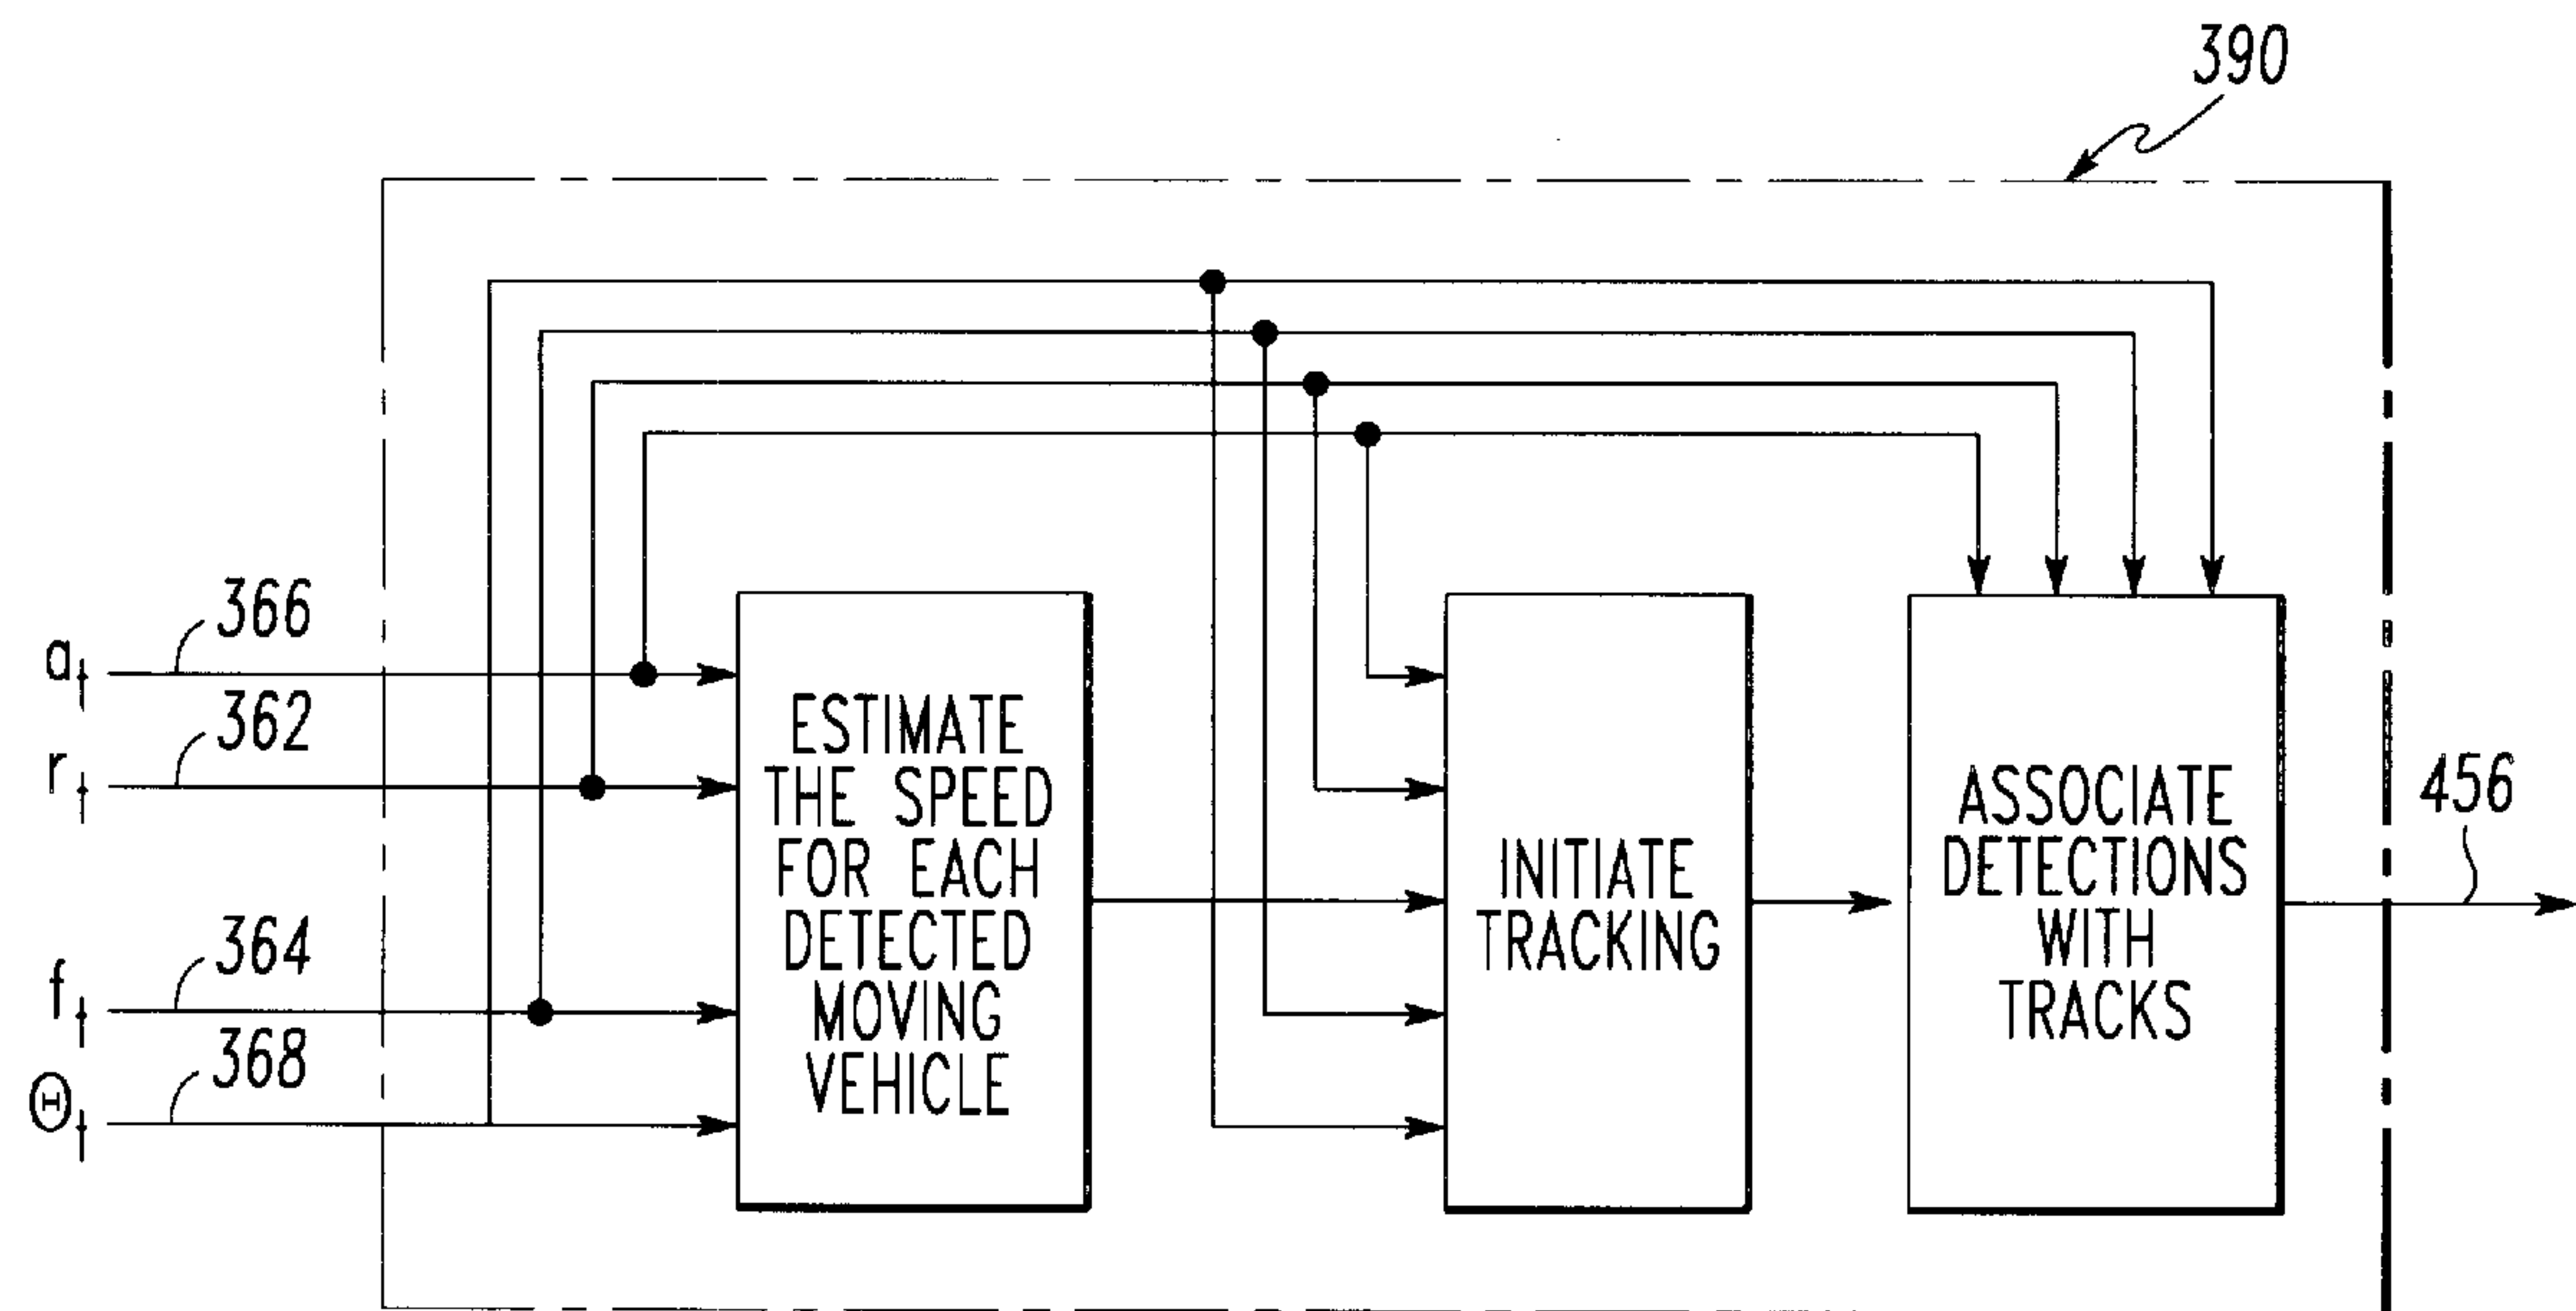 390
366
a_t
362
r_t
364
f_t
368
Θ_t
ESTIMATE
THE SPEED
FOR EACH
DETECTED
MOVING
VEHICLE
INITIATE
TRACKING
ASSOCIATE
DETECTIONS
WITH
TRACKS
456